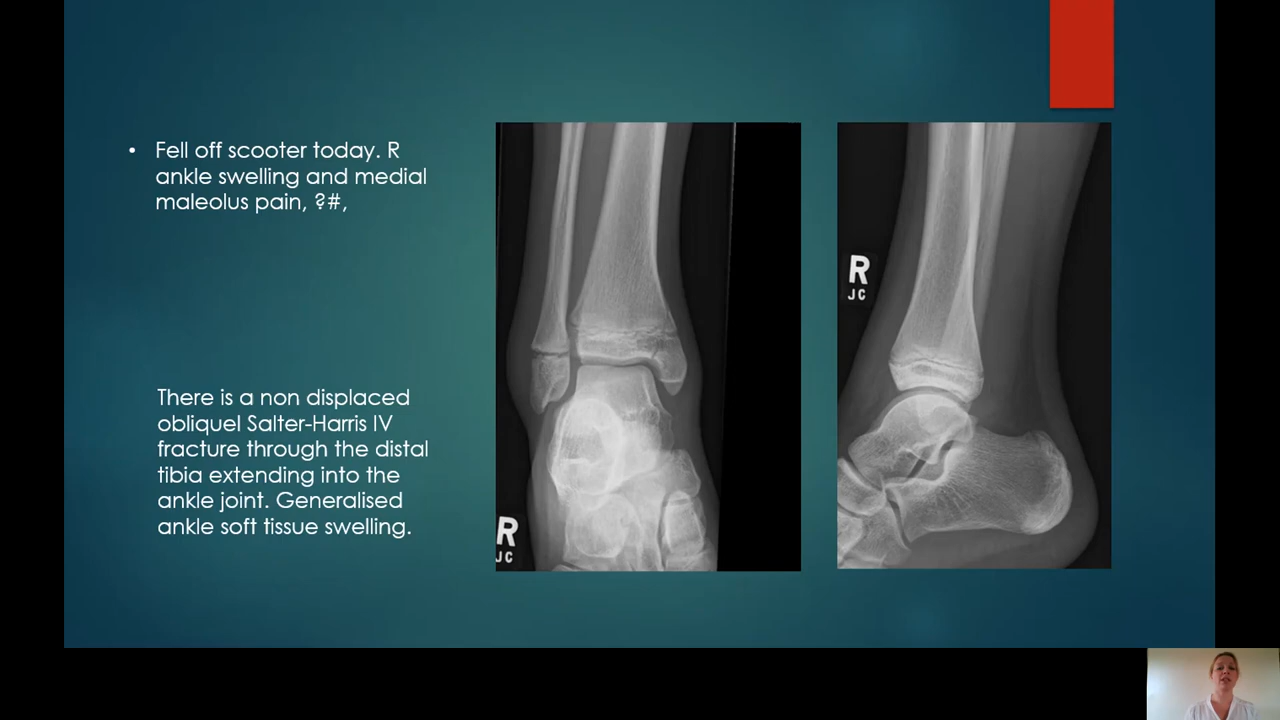 • Fell off scooter today. R
ankle swelling and medial
maleolus pain, ?#,
There is a non displaced
obliquel Salter-Harris IV
fracture through the distal
tibia extending into the
ankle joint. Generalised
ankle soft tissue swelling.
R
JC
R
JC